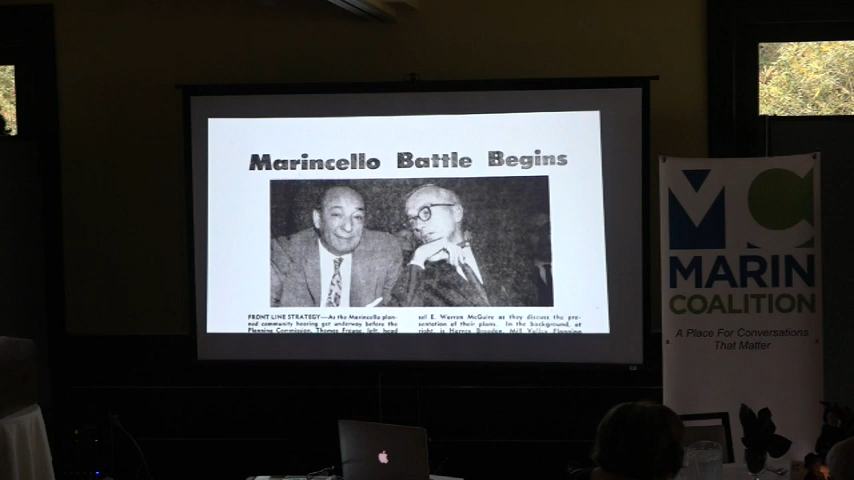 Marincello Battle Begins
FRONT LINE STRATEGY—As the Marincello plan-
ned community hearing got underway before the
Planning Commission, Thomas Frouge, left, head
sel E. Warren McGuire as they discuss the pre-
sentation of their plans. In the background, at
right, is Harris Mill Valley Planning
MC
MARIN
COALITION
A Place For Conversations
That Matter